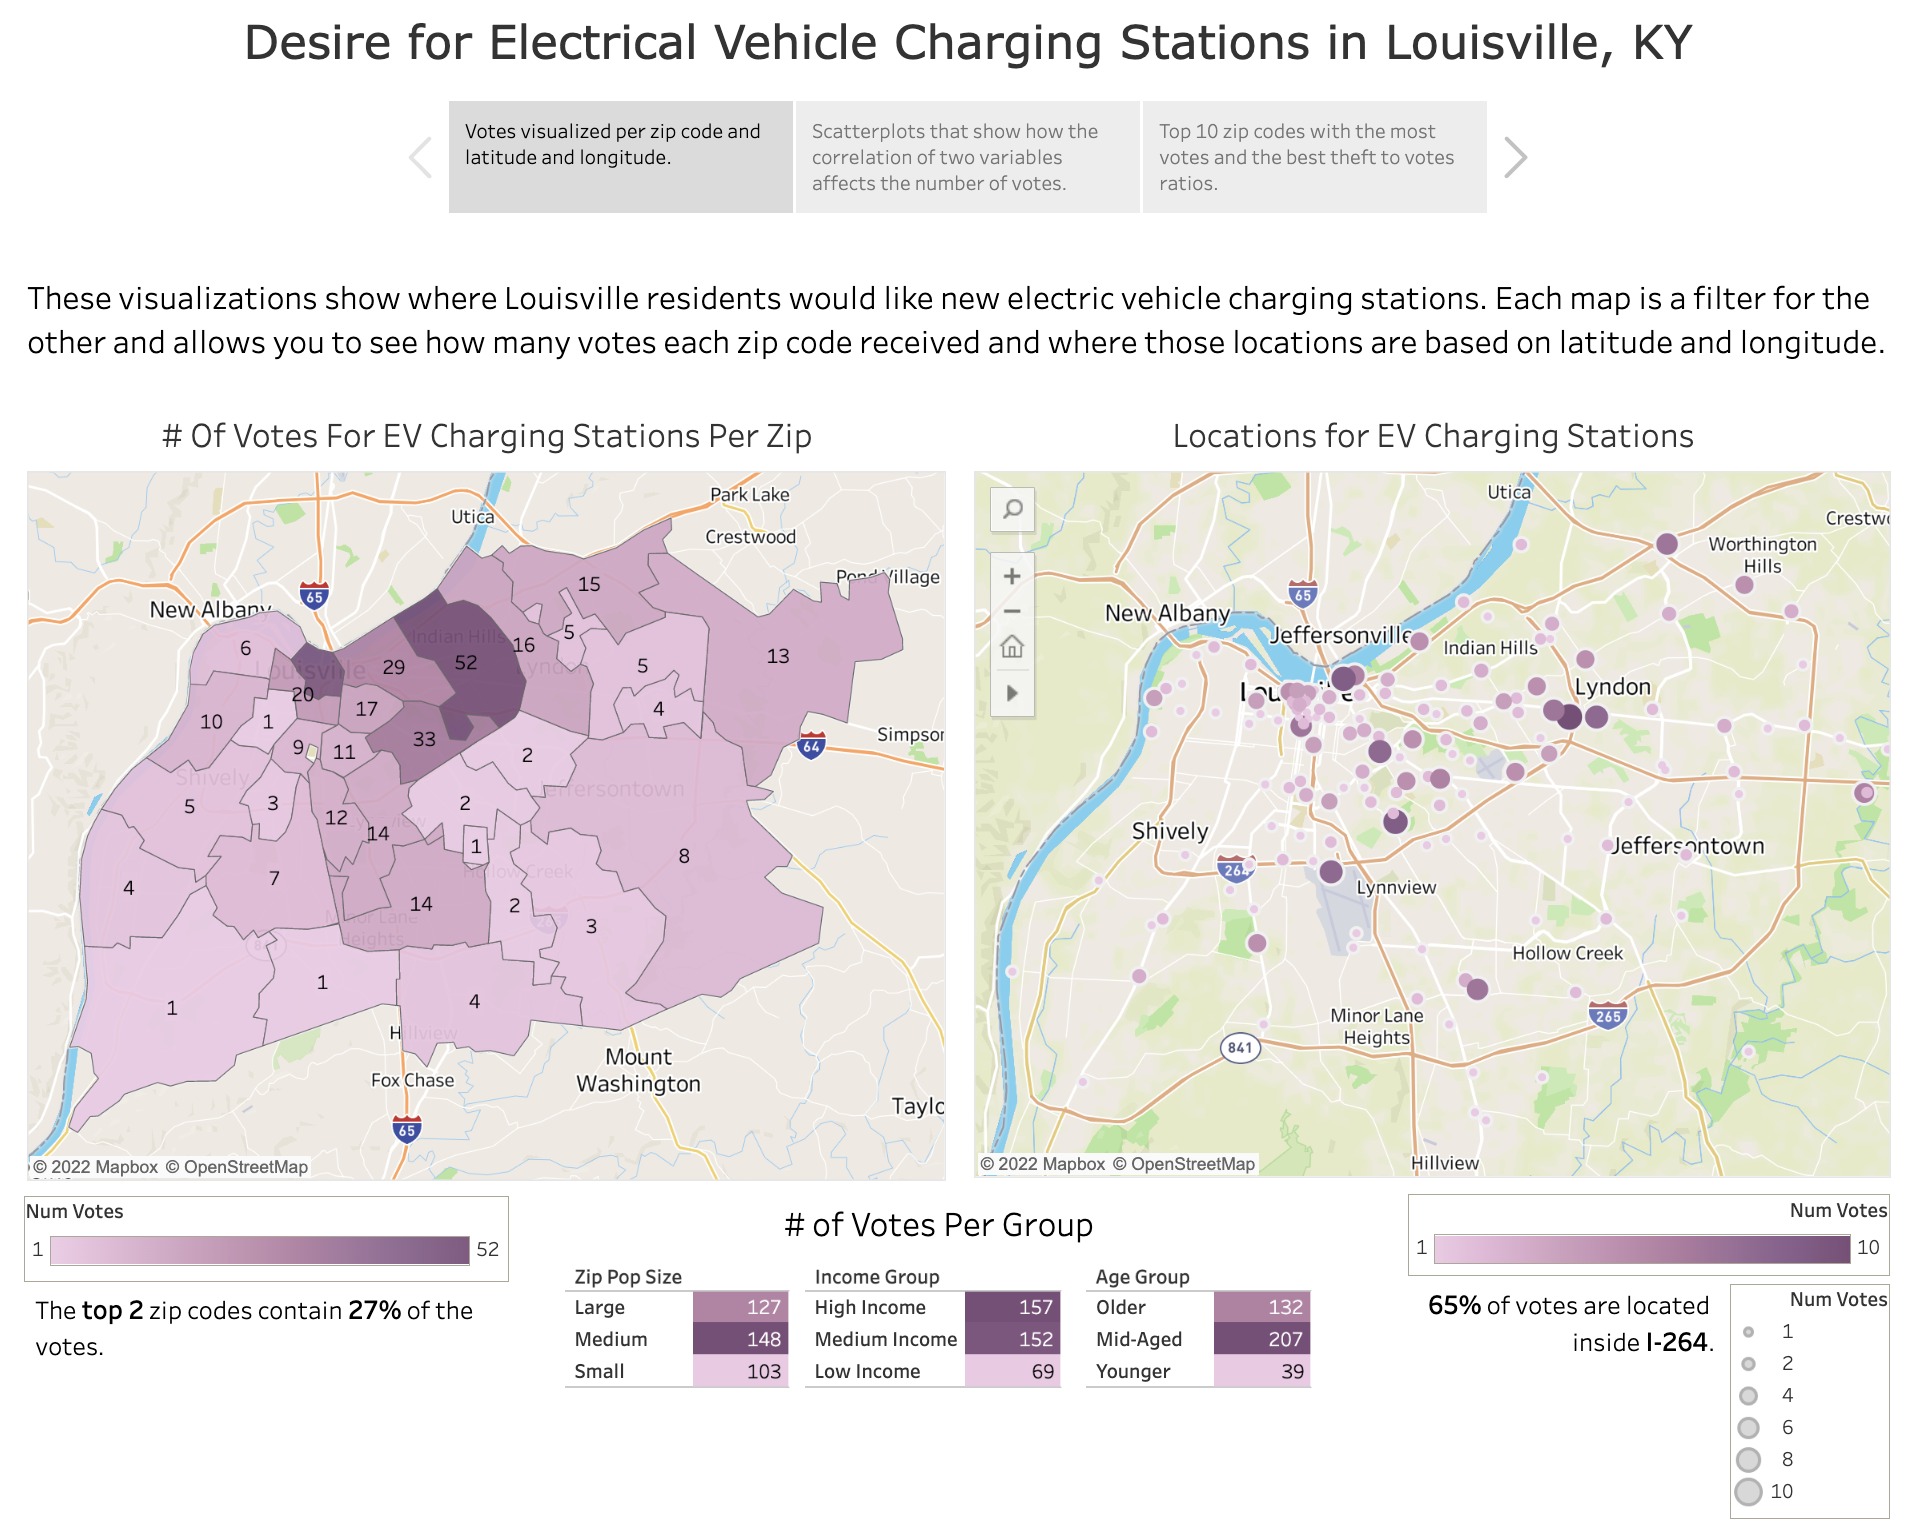 Desire for Electrical Vehicle Charging Stations in Louisville, KY
Votes visualized per zip code and
latitude and longitude.
Scatterplots that show how the
correlation of two variables
affects the number of votes.
Top 10 zip codes with the most
votes and the best theft to votes
ratios.
These visualizations show where Louisville residents would like new electric vehicle charging stations. Each map is a filter for the
other and allows you to see how many votes each zip code received and where those locations are based on latitude and longitude.
# Of Votes For EV Charging Stations Per Zip
Park Lake
Utica
Crestwood
Pond Village
15
65
New Albany
5
16
Indian Hills
6
13
29
52
5
Louisville
Lyndon
20
17
4
10
1
33
Simpson
9
11
2
64
Shively
Jeffersontown
5
3
2
12
14
1
8
Hollow Creek
4
7
14
2
Minor Lane
Heights
3
841
1
4
1
Hillview
Mount
Washington
Fox Chase
Taylo
65
© 2022 Mapbox © OpenStreetMap
Locations for EV Charging Stations
Utica
Crestwo
Worthington
Hills
65
New Albany
Jeffersonville
Indian Hills
Lyndon
Louisville
Shively
Jeffersontown
264
Lynnview
Hollow Creek
Minor Lane
Heights
265
841
Hillview
© 2022 Mapbox © OpenStreetMap
Num Votes
1
52
The top 2 zip codes contain 27% of the
votes.
# of Votes Per Group
Zip Pop Size
Large 127
Medium 148
Small 103
Income Group
High Income 157
Medium Income 152
Low Income 69
Age Group
Older 132
Mid-Aged 207
Younger 39
Num Votes
1
10
65% of votes are located
inside I-264.
Num Votes
1
2
4
6
8
10